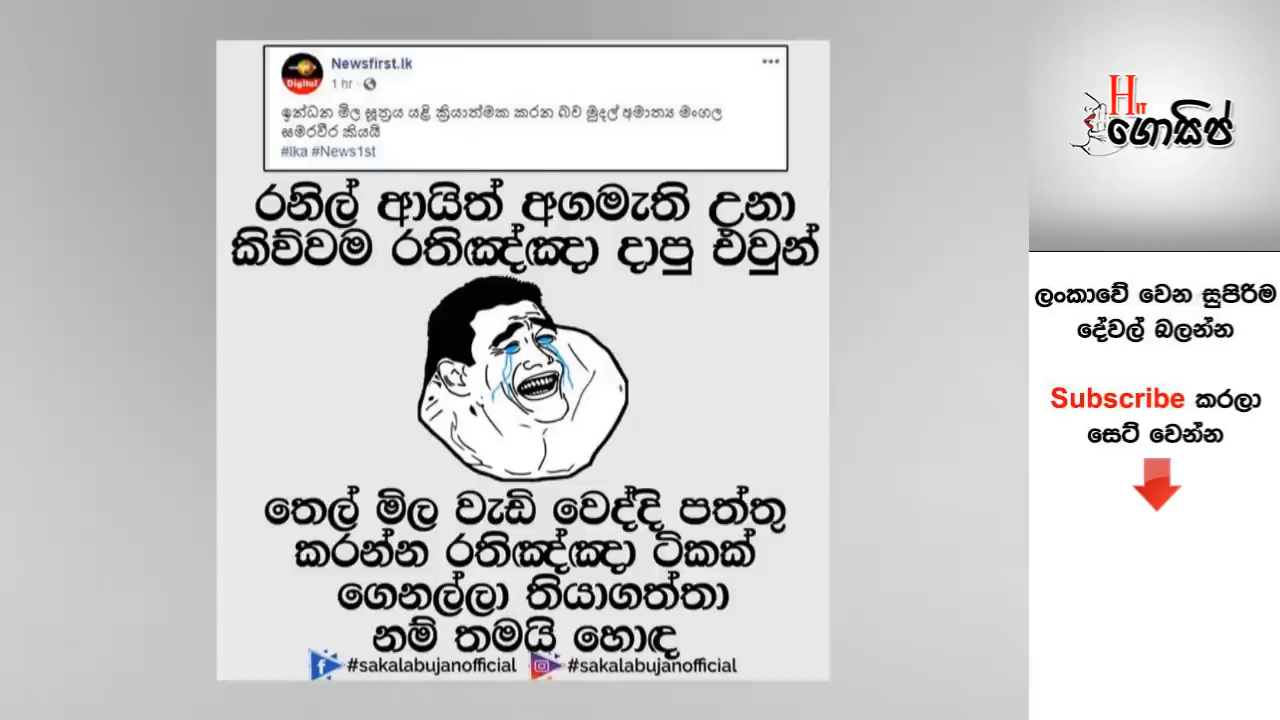 Newsfirst.lk
Digital
1 hr
ඉන්ධන මිල සූත්‍රය යළි ක්‍රියාත්මක කරන බව මුදල් අමාත්‍ය මංගල
සමරවීර කියයි
#lka #News1st
රනිල් ආයිත් අගමැති උනා
කිව්වම රතිඤ්ඤා දාපු එවුන්
තෙල් මිල වැඩි වෙද්දි පත්තු
කරන්න රතිඤ්ඤා ටිකක්
ගෙනල්ලා තියාගත්තා
නම් තමයි හොඳ
#sakalabujanofficial
#sakalabujanofficial
HIT
ගොසිප්
ලංකාවේ වෙන සුපිරිම
දේවල් බලන්න
Subscribe කරලා
සෙට් වෙන්න